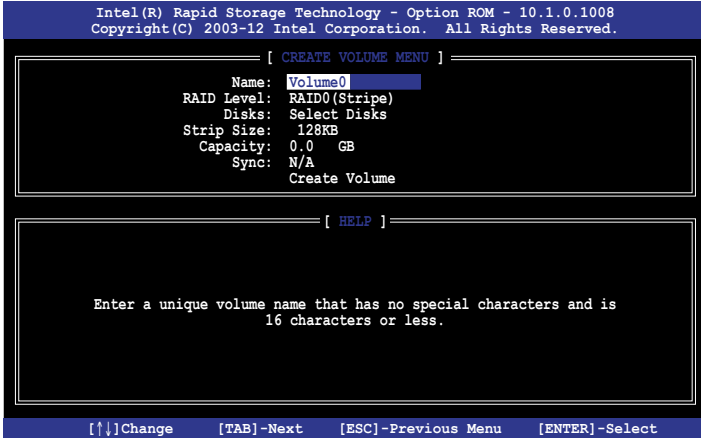 Intel(R) Rapid Storage Technology - Option ROM - 10.1.0.1008
Copyright(C) 2003-12 Intel Corporation. All Rights Reserved.
[ CREATE VOLUME MENU ]
Name: Volume0
RAID Level: RAID0(Stripe)
Disks: Select Disks
Strip Size: 128KB
Capacity: 0.0 GB
Sync: N/A
Create Volume
[ HELP ]
Enter a unique volume name that has no special characters and is
16 characters or less.
[↑↓]Change [TAB]-Next [ESC]-Previous Menu [ENTER]-Select